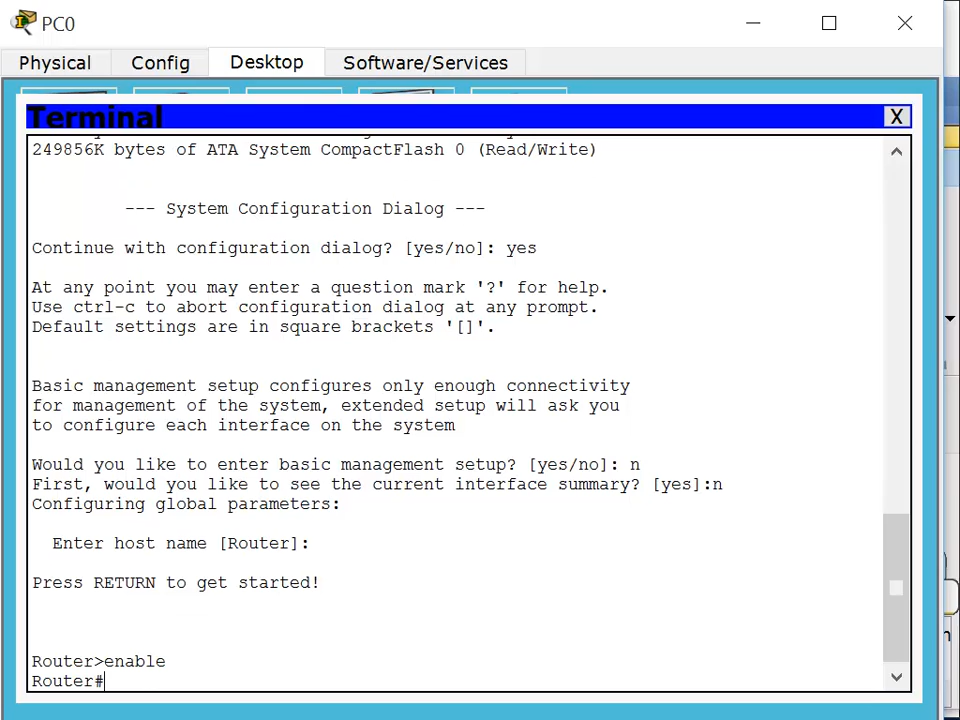 PC0
Physical Config Desktop Software/Services
Terminal X
249856K bytes of ATA System CompactFlash 0 (Read/Write)
--- System Configuration Dialog ---
Continue with configuration dialog? [yes/no]: yes
At any point you may enter a question mark '?' for help.
Use ctrl-c to abort configuration dialog at any prompt.
Default settings are in square brackets '[]'.
Basic management setup configures only enough connectivity
for management of the system, extended setup will ask you
to configure each interface on the system
Would you like to enter basic management setup? [yes/no]: n
First, would you like to see the current interface summary? [yes]:n
Configuring global parameters:
Enter host name [Router]:
Press RETURN to get started!
Router>enable
Router#